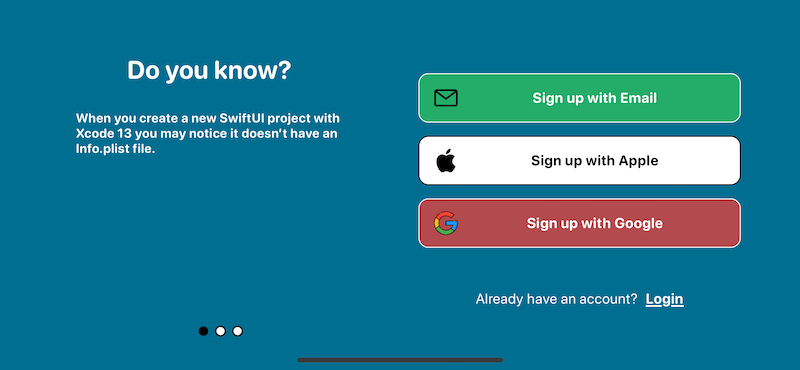 Do you know?
When you create a new SwiftUI project with
Xcode 13 you may notice it doesn’t have an
Info.plist file.
Sign up with Email
Sign up with Apple
Sign up with Google
Already have an account? Login